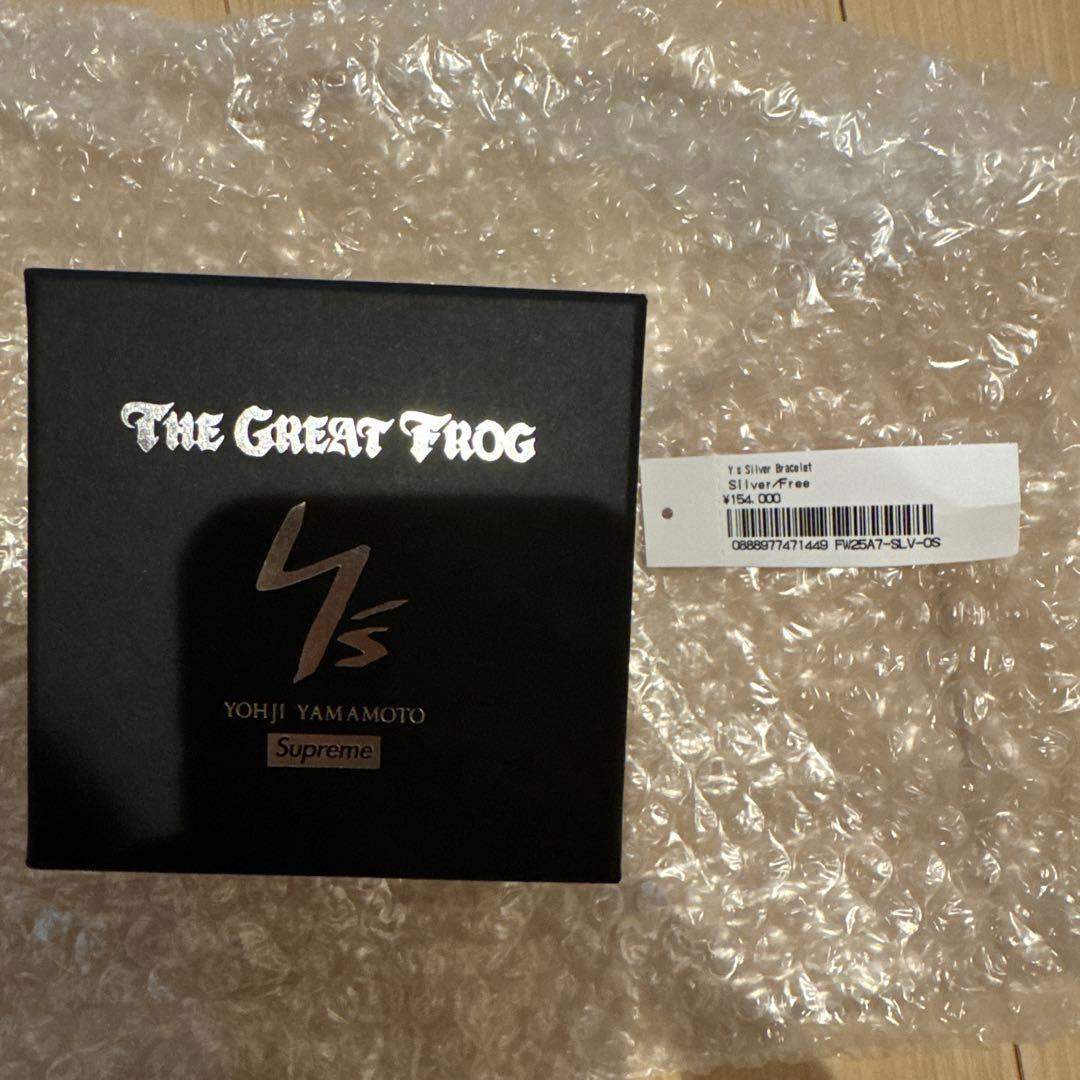 THE GREAT FROG
Y's
YOHJI YAMAMOTO
Supreme
Y s Silver Bracelet
Silver/Free
¥154,000
0888977471449 FW25A7-SLV-OS